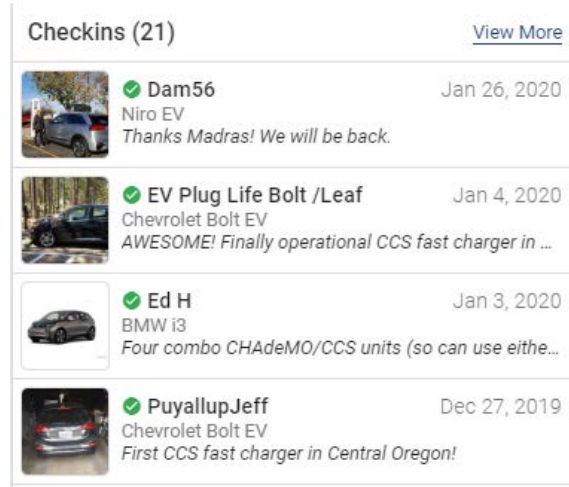 Checkins (21) View More
Dam56 Jan 26, 2020
Niro EV
Thanks Madras! We will be back.
EV Plug Life Bolt /Leaf Jan 4, 2020
Chevrolet Bolt EV
AWESOME! Finally operational CCS fast charger in ...
Ed H Jan 3, 2020
BMW i3
Four combo CHAdeMO/CCS units (so can use eithe...
PuyallupJeff Dec 27, 2019
Chevrolet Bolt EV
First CCS fast charger in Central Oregon!